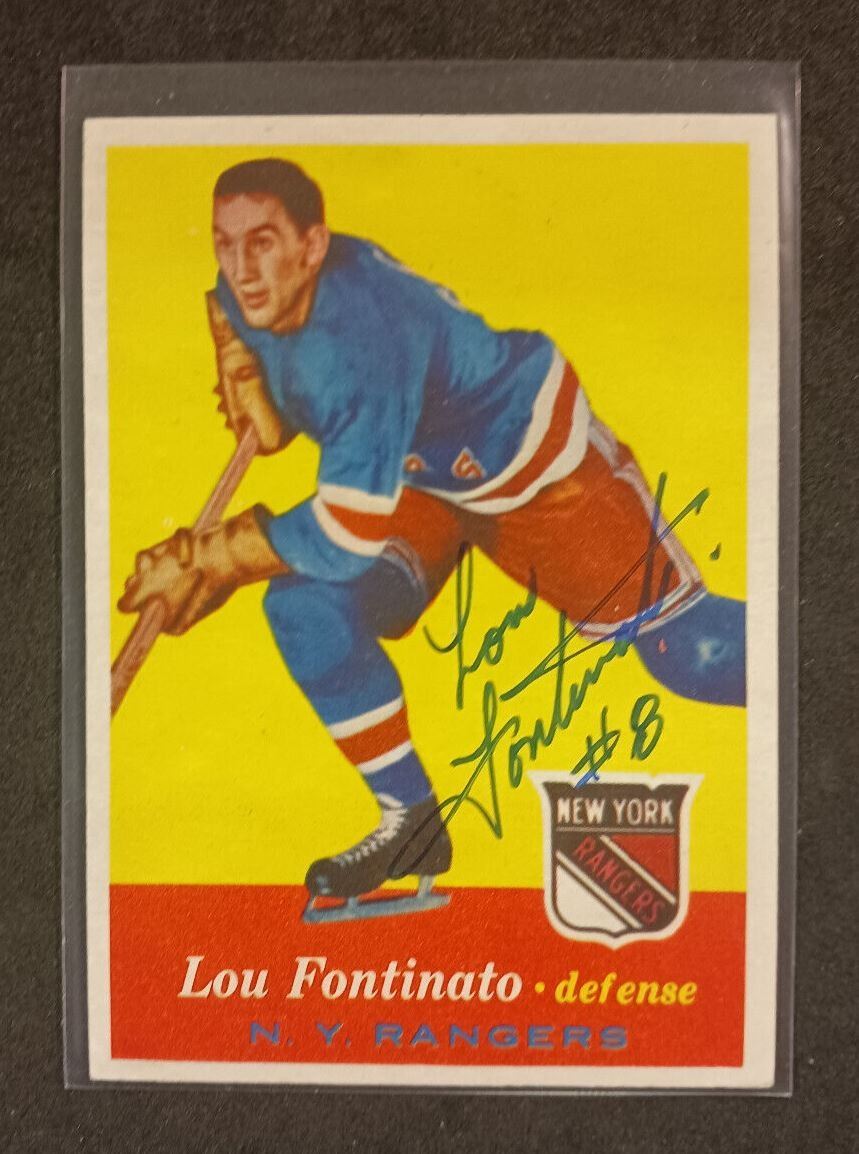 Lou
Fontinato
#8
NEW YORK
RANGERS
Lou Fontinato • defense
N. Y. RANGERS